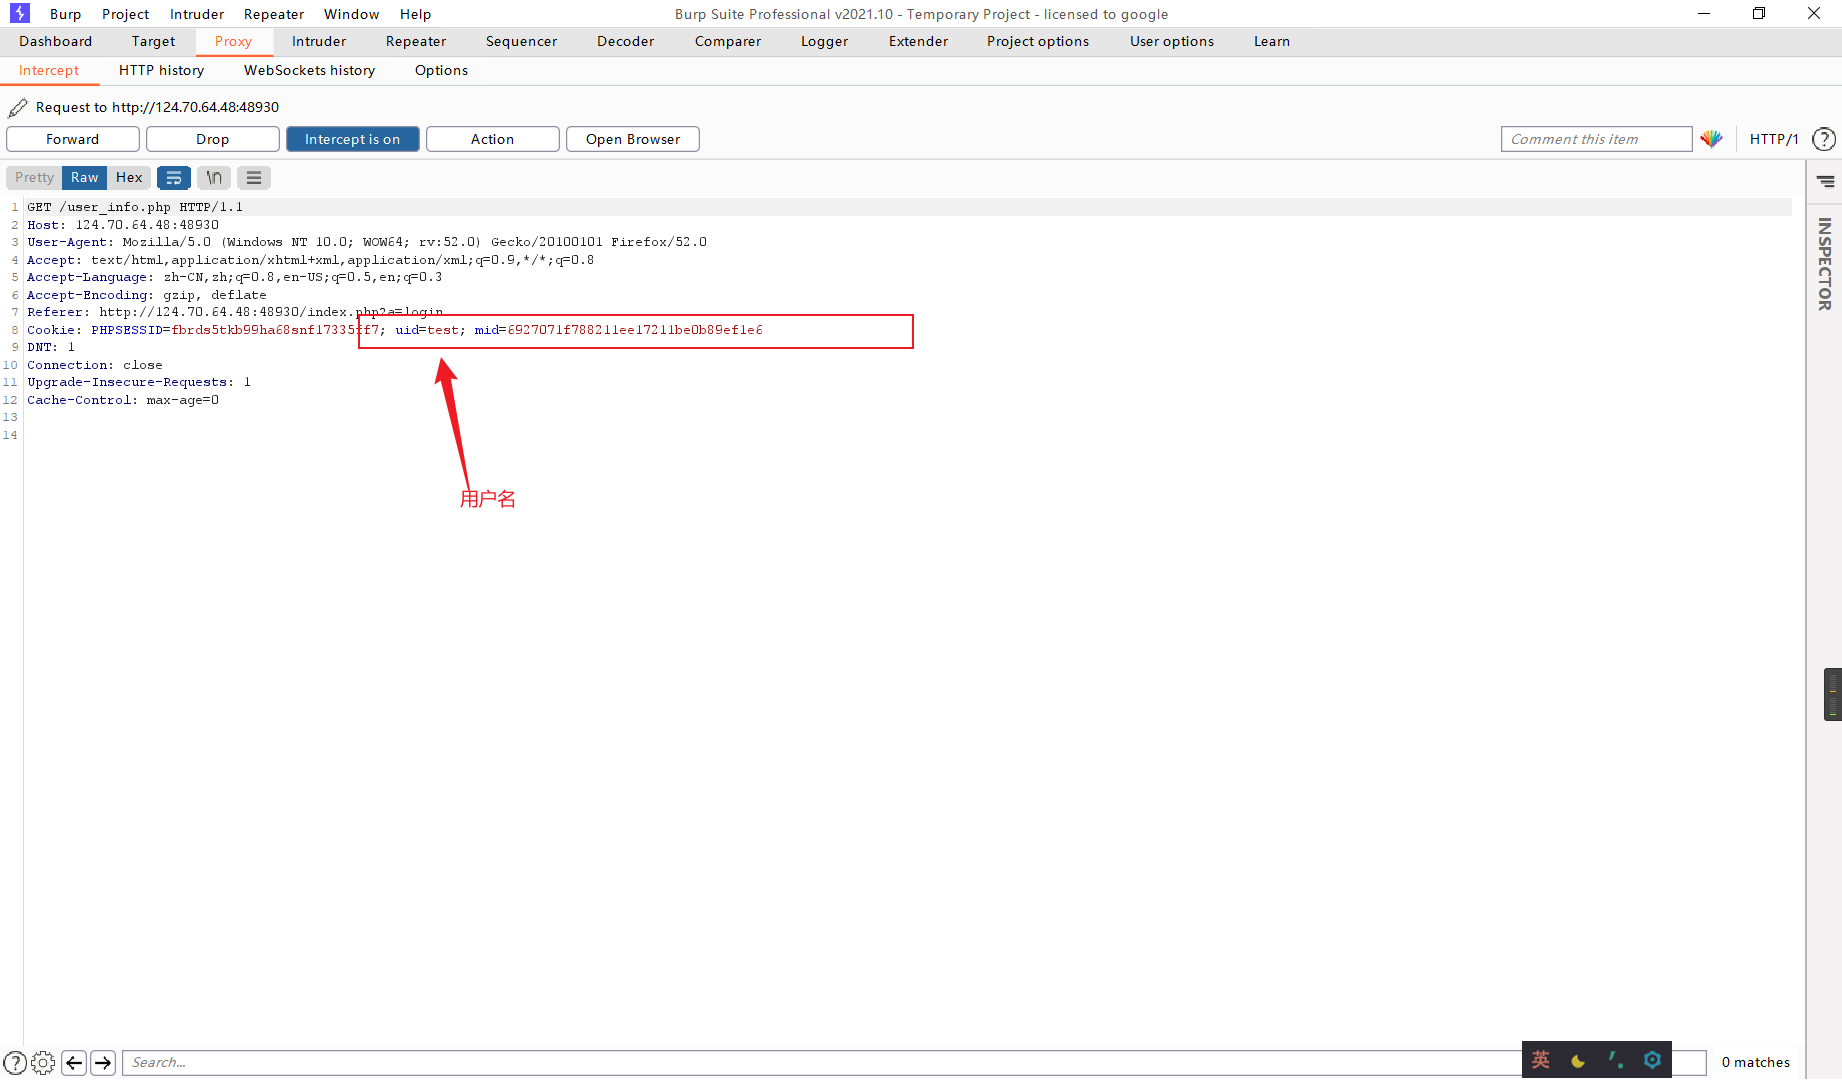 Burp Project Intruder Repeater Window Help Burp Suite Professional v2021.10 - Temporary Project - licensed to google
Dashboard Target Proxy Intruder Repeater Sequencer Decoder Comparer Logger Extender Project options User options Learn
Intercept HTTP history WebSockets history Options
Request to http://124.70.64.48:48930
Forward Drop Intercept is on Action Open Browser Comment this item HTTP/1 ?
Pretty Raw Hex \n
INSPECTOR
1 GET /user_info.php HTTP/1.1
2 Host: 124.70.64.48:48930
3 User-Agent: Mozilla/5.0 (Windows NT 10.0; WOW64; rv:52.0) Gecko/20100101 Firefox/52.0
4 Accept: text/html,application/xhtml+xml,application/xml;q=0.9,*/*;q=0.8
5 Accept-Language: zh-CN,zh;q=0.8,en-US;q=0.5,en;q=0.3
6 Accept-Encoding: gzip, deflate
7 Referer: http://124.70.64.48:48930/index.php?a=login
8 Cookie: PHPSESSID=fbrds5tkb99ha68snf17335ff7; uid=test; mid=6927071f788211ee17211be0b89ef1e6
9 DNT: 1
10 Connection: close
11 Upgrade-Insecure-Requests: 1
12 Cache-Control: max-age=0
13
14
用户名
? Search... 英 0 matches